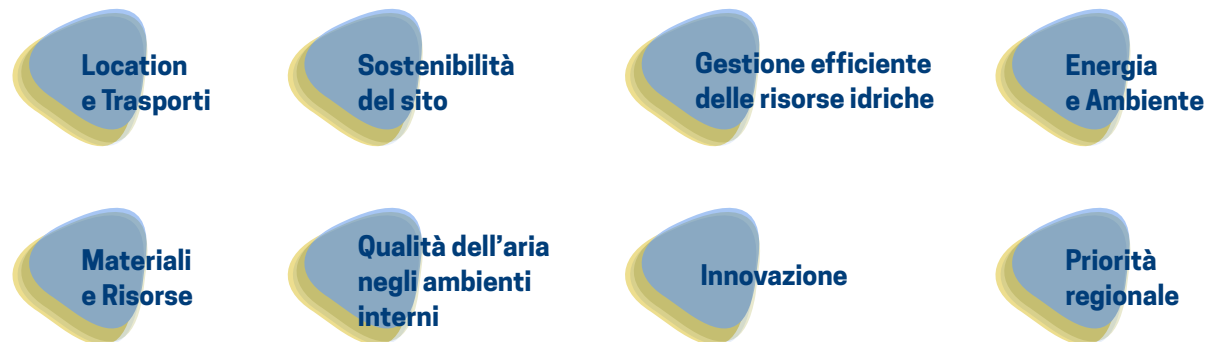 Location
e Trasporti
Sostenibilità
del sito
Gestione efficiente
delle risorse idriche
Energia
e Ambiente
Materiali
e Risorse
Qualità dell’aria
negli ambienti
interni
Innovazione
Priorità
regionale